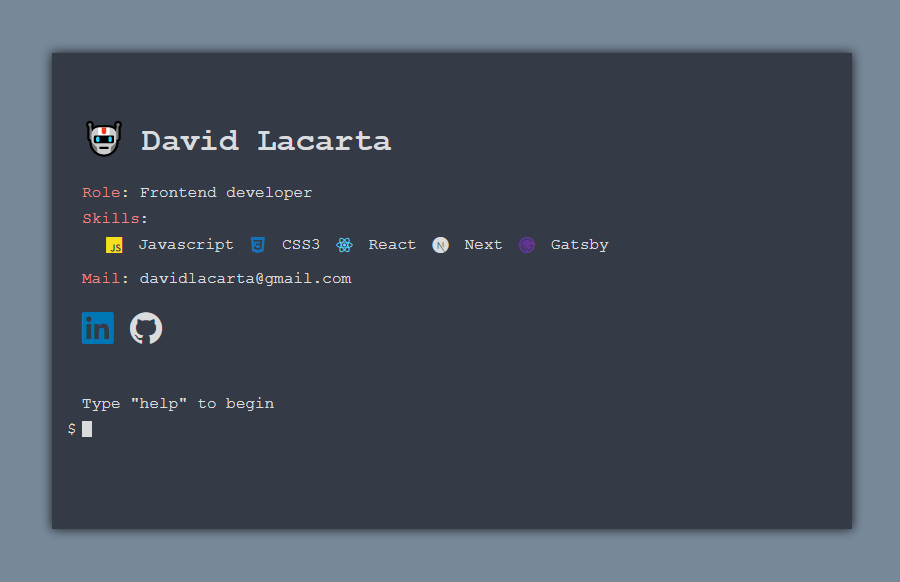 David Lacarta
Role: Frontend developer
Skills:
JS Javascript 3 CSS3 React N Next Gatsby
Mail: davidlacarta@gmail.com
in
Type "help" to begin
$